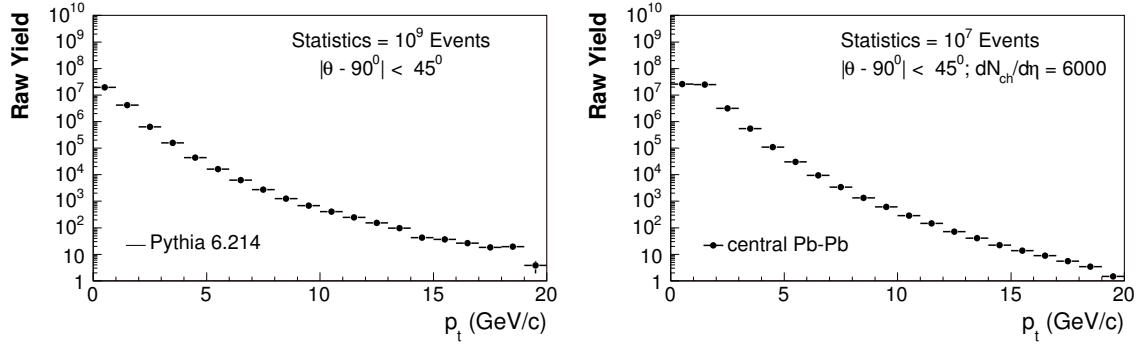 Raw Yield
10^10
10^9
10^8
10^7
10^6
10^5
10^4
10^3
10^2
10
1
Statistics = 10^9 Events
|θ - 90^0| < 45^0
Pythia 6.214
0 5 10 15 20
p_t (GeV/c)
Raw Yield
10^10
10^9
10^8
10^7
10^6
10^5
10^4
10^3
10^2
10
1
Statistics = 10^7 Events
|θ - 90^0| < 45^0; dN_ch/dη = 6000
central Pb-Pb
0 5 10 15 20
p_t (GeV/c)